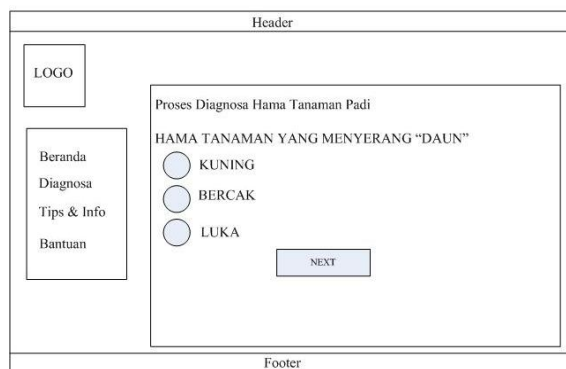 Header
LOGO
Beranda
Diagnosa
Tips & Info
Bantuan
Proses Diagnosa Hama Tanaman Padi
HAMA TANAMAN YANG MENYERANG “DAUN”
KUNING
BERCAK
LUKA
NEXT
Footer